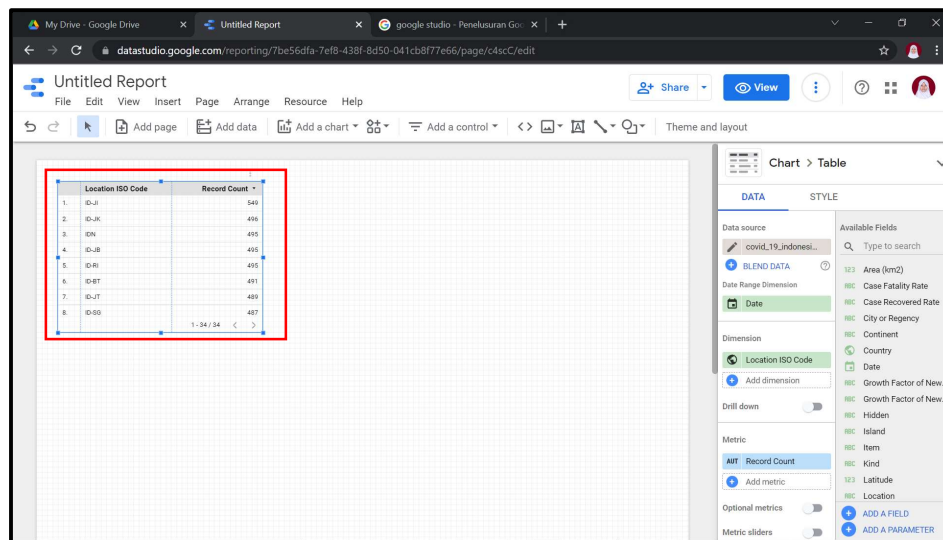 My Drive - Google Drive
Untitled Report
google studio - Penelusuran Goo
datastudio.google.com/reporting/7be56dfa-7ef8-438f-8d50-041cb8f77e66/page/c4scC/edit
Untitled Report
File Edit View Insert Page Arrange Resource Help
Share
View
Add page Add data Add a chart Add a control Theme and layout
Location ISO Code Record Count
1. ID-JI 549
2. ID-JK 496
3. IDN 495
4. ID-JB 495
5. ID-RI 495
6. ID-BT 491
7. ID-JT 489
8. ID-SG 487
1 - 34 / 34 < >
Chart > Table
DATA STYLE
Data source
covid_19_indonesi...
BLEND DATA
Date Range Dimension
Date
Dimension
Location ISO Code
Add dimension
Drill down
Metric
AUT Record Count
Add metric
Optional metrics
Metric sliders
Available Fields
Type to search
123 Area (km2)
RBC Case Fatality Rate
RBC Case Recovered Rate
RBC City or Regency
RBC Continent
Country
Date
RBC Growth Factor of New.
RBC Growth Factor of New.
RBC Hidden
RBC Island
RBC Item
RBC Kind
123 Latitude
RBC Location
ADD A FIELD
ADD A PARAMETER